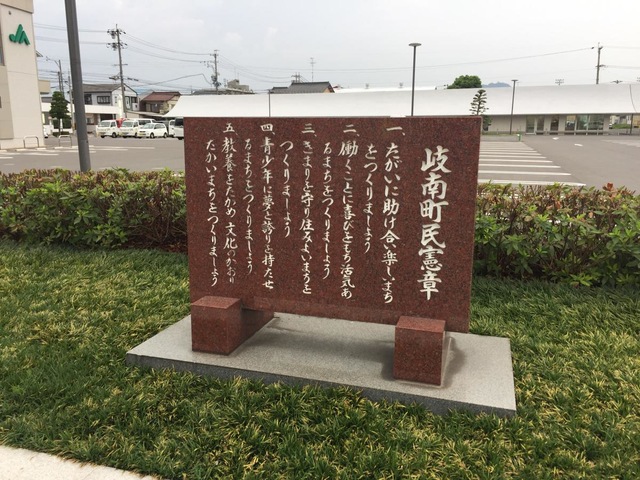 岐南町民憲章
一、たがいに助け合い楽しいまち
をつくりましょう
二、働くことに喜びをもち活気あ
るまちをつくりましょう
三、きまりを守り住みよいまちを
つくりましょう
四、青少年に夢と誇りを持たせ
るまちをつくりましょう
五、教養をたかめ文化のかおり
たかいまちをつくりましょう
JA